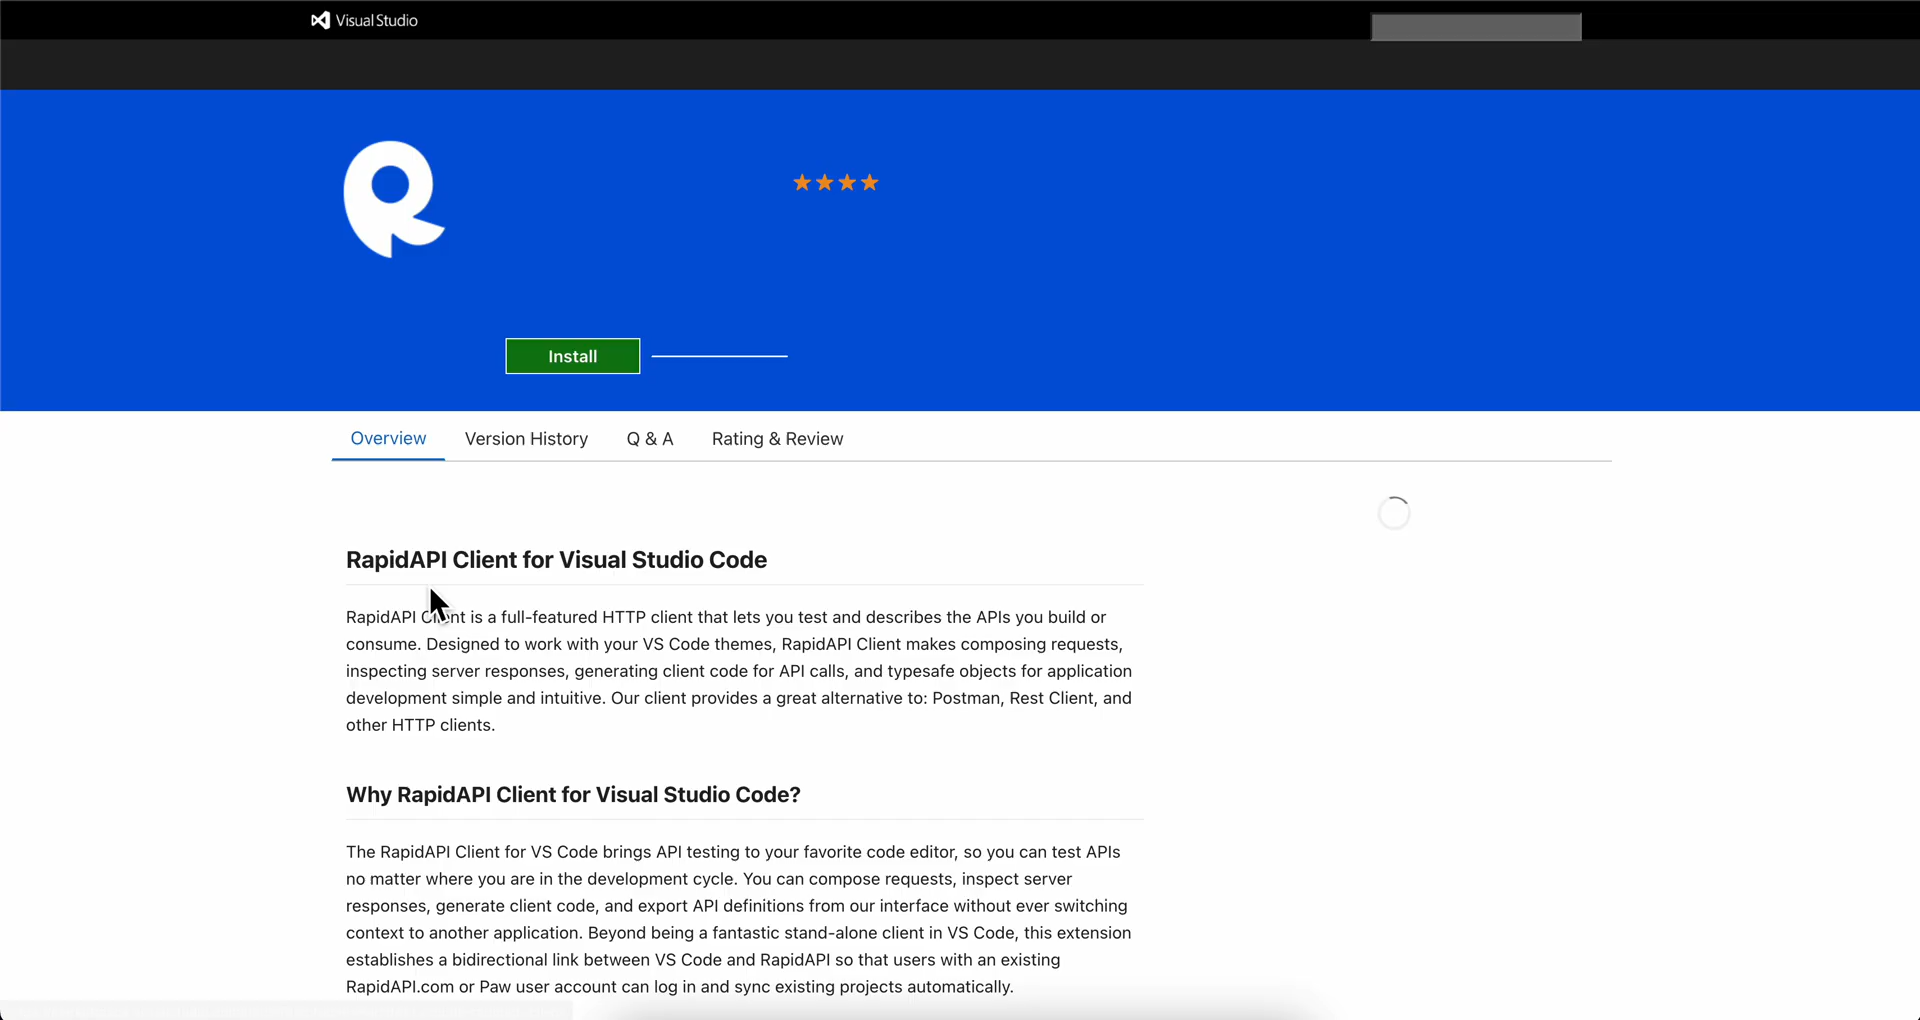 Visual Studio
Install
Overview Version History Q & A Rating & Review
RapidAPI Client for Visual Studio Code
RapidAPI Client is a full-featured HTTP client that lets you test and describes the APIs you build or
consume. Designed to work with your VS Code themes, RapidAPI Client makes composing requests,
inspecting server responses, generating client code for API calls, and typesafe objects for application
development simple and intuitive. Our client provides a great alternative to: Postman, Rest Client, and
other HTTP clients.
Why RapidAPI Client for Visual Studio Code?
The RapidAPI Client for VS Code brings API testing to your favorite code editor, so you can test APIs
no matter where you are in the development cycle. You can compose requests, inspect server
responses, generate client code, and export API definitions from our interface without ever switching
context to another application. Beyond being a fantastic stand-alone client in VS Code, this extension
establishes a bidirectional link between VS Code and RapidAPI so that users with an existing
RapidAPI.com or Paw user account can log in and sync existing projects automatically.